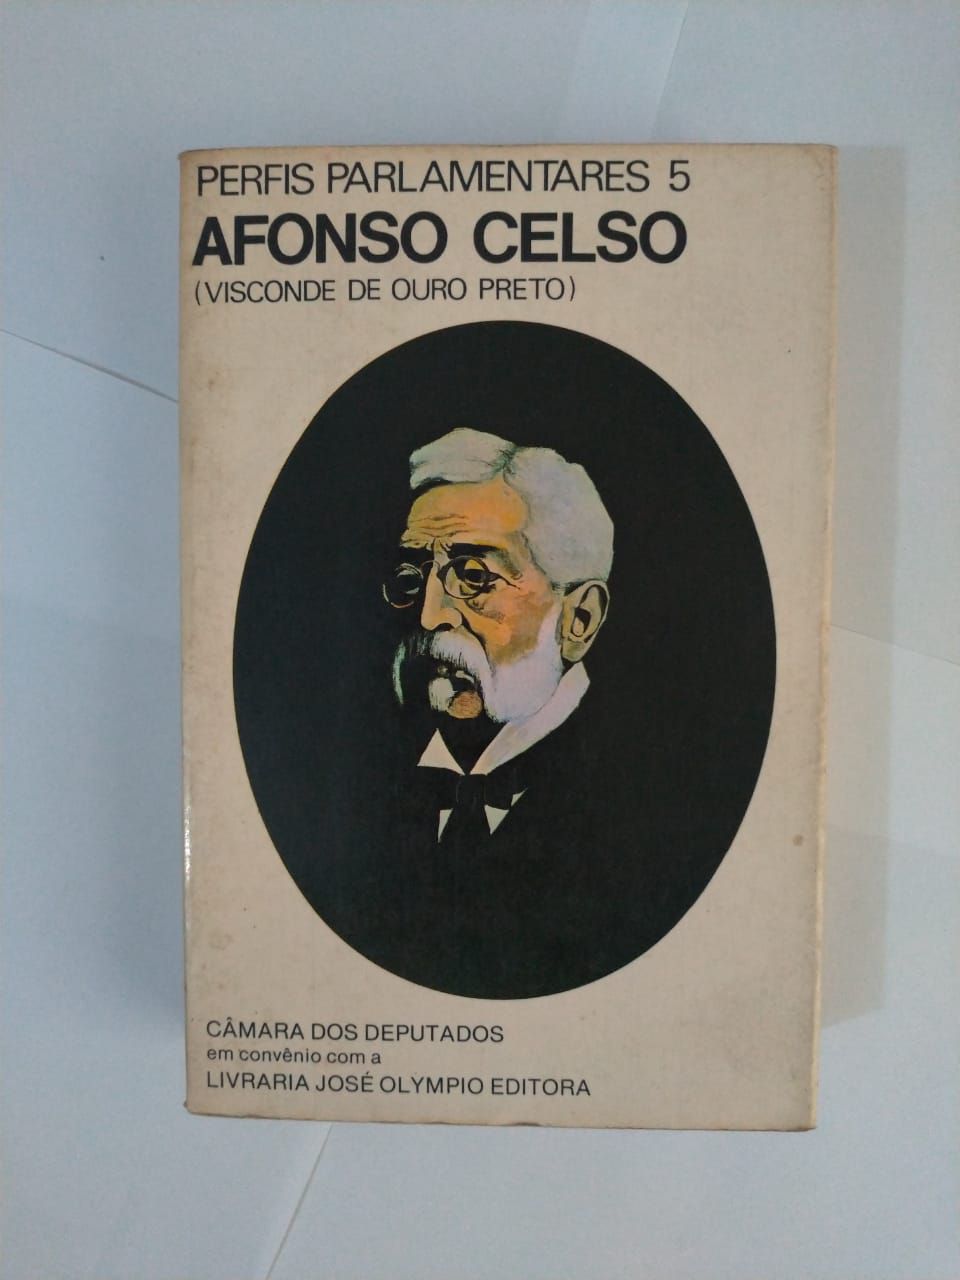 PERFIS PARLAMENTARES 5
AFONSO CELSO
(VISCONDE DE OURO PRETO)
CÂMARA DOS DEPUTADOS
em convênio com a
LIVRARIA JOSÉ OLYMPIO EDITORA